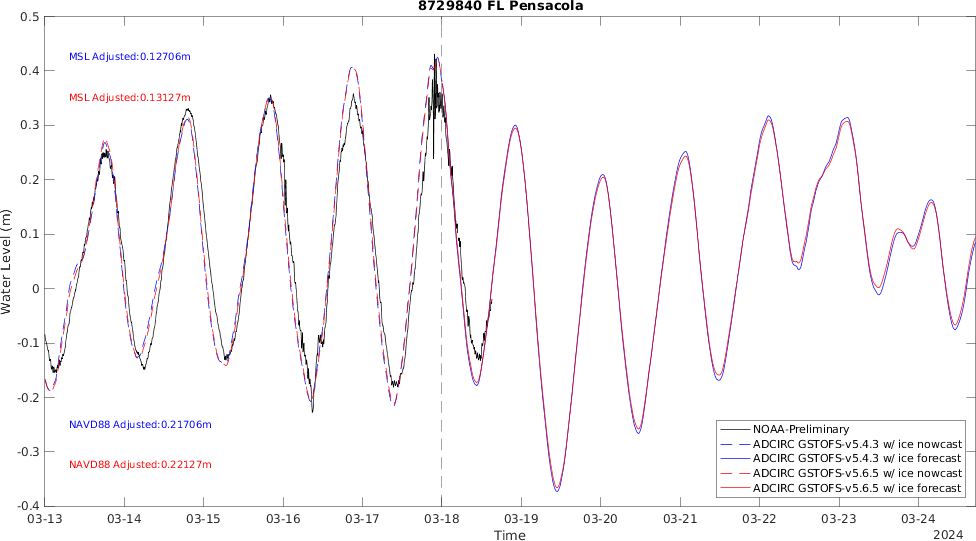 8729840 FL Pensacola
0.5
0.4
0.3
0.2
0.1
0
-0.1
-0.2
-0.3
-0.4
Water Level (m)
MSL Adjusted:0.12706m
MSL Adjusted:0.13127m
NAVD88 Adjusted:0.21706m
NAVD88 Adjusted:0.22127m
NOAA-Preliminary
ADCIRC GSTOFS-v5.4.3 w/ ice nowcast
ADCIRC GSTOFS-v5.4.3 w/ ice forecast
ADCIRC GSTOFS-v5.6.5 w/ ice nowcast
ADCIRC GSTOFS-v5.6.5 w/ ice forecast
03-13 03-14 03-15 03-16 03-17 03-18 03-19 03-20 03-21 03-22 03-23 03-24
Time
2024